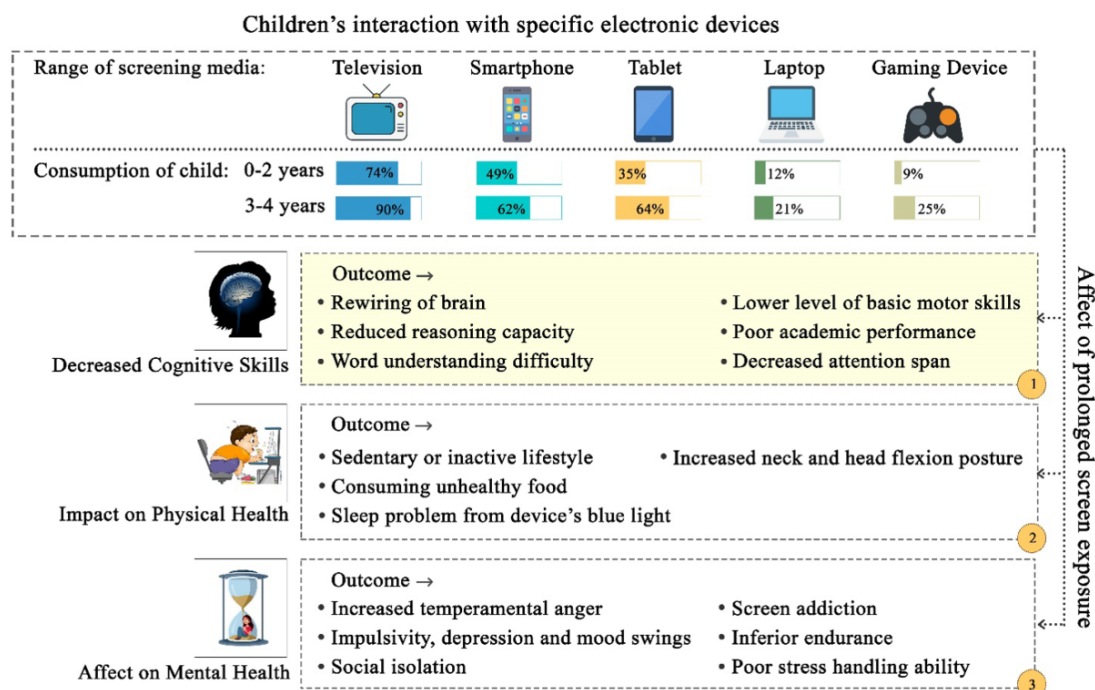 Children's interaction with specific electronic devices
Range of screening media: Television Smartphone Tablet Laptop Gaming Device
Consumption of child: 0-2 years 74% 49% 35% 12% 9%
3-4 years 90% 62% 64% 21% 25%
Affect of prolonged screen exposure
Decreased Cognitive Skills
Outcome →
• Rewiring of brain
• Reduced reasoning capacity
• Word understanding difficulty
• Lower level of basic motor skills
• Poor academic performance
• Decreased attention span
1
Impact on Physical Health
Outcome →
• Sedentary or inactive lifestyle
• Consuming unhealthy food
• Sleep problem from device's blue light
• Increased neck and head flexion posture
2
Affect on Mental Health
Outcome →
• Increased temperamental anger
• Impulsivity, depression and mood swings
• Social isolation
• Screen addiction
• Inferior endurance
• Poor stress handling ability
3